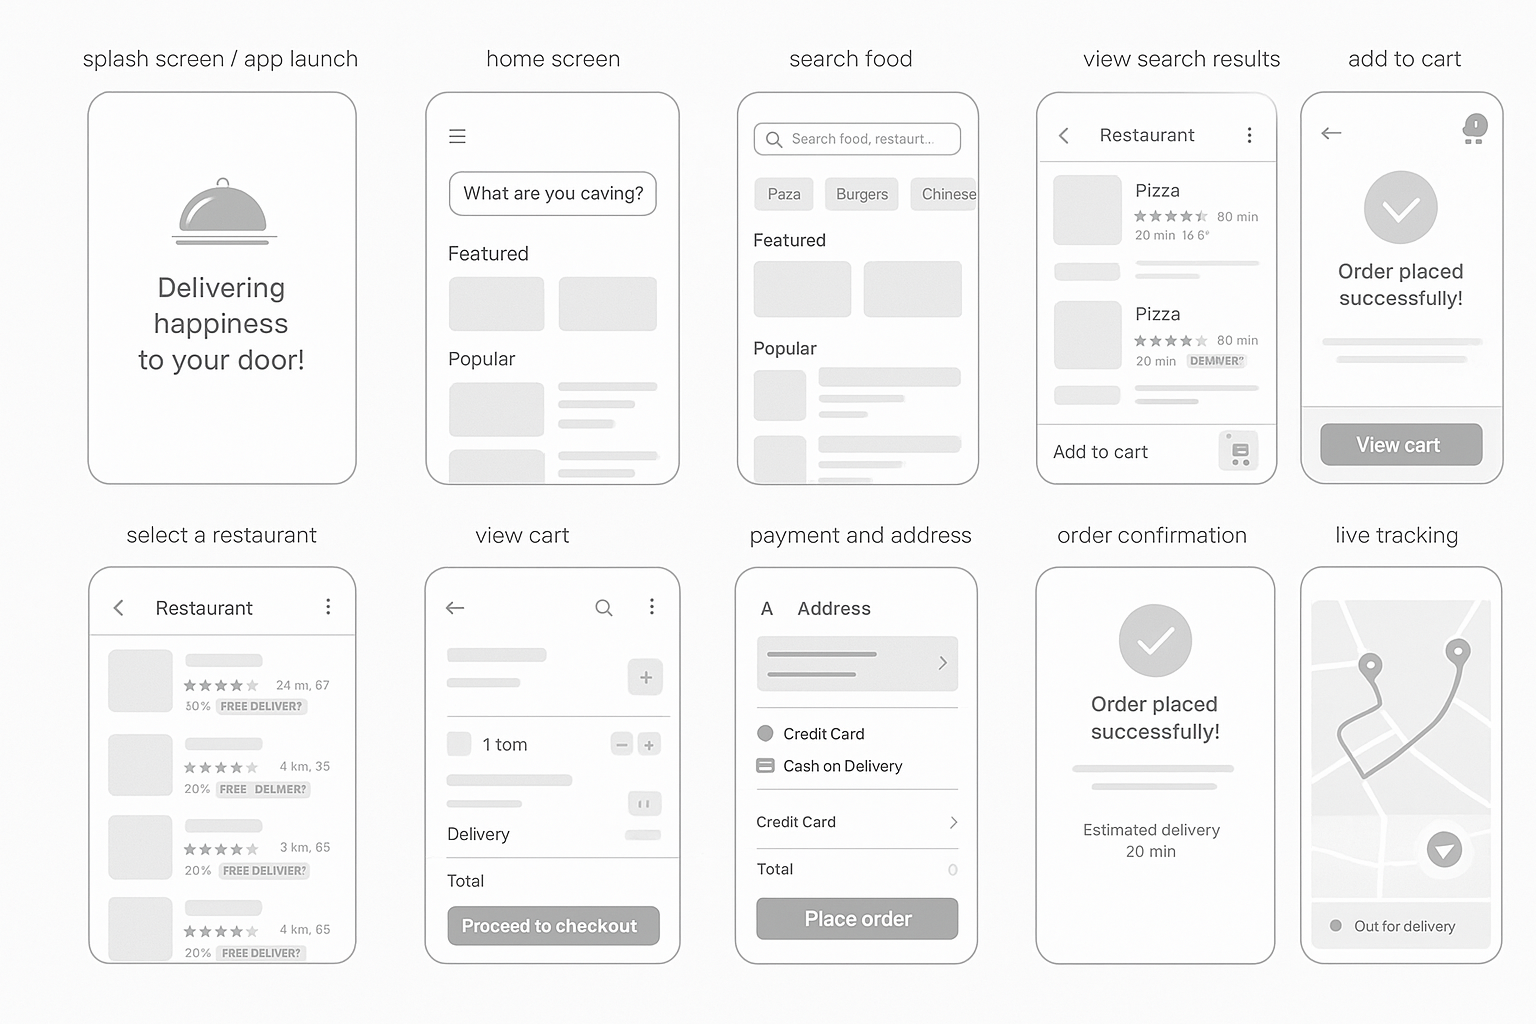 splash screen / app launch
home screen
search food
view search results
add to cart
Delivering
happiness
to your door!
What are you caving?
Featured
Popular
Search food, restaurt...
Paza
Burgers
Chinese
Featured
Popular
Restaurant
Pizza
80 min
20 min 16 6°
Pizza
80 min
20 min
Add to cart
Order placed
successfully!
View cart
select a restaurant
view cart
payment and address
order confirmation
live tracking
Restaurant
24 m, 67
30% FREE DELIVER?
4 km, 35
20% FREE DELMER?
3 km, 65
20% FREE DELIVIER?
4 km, 65
20% FREE DELIVER?
1 tom
Delivery
Total
Proceed to checkout
A Address
Credit Card
Cash on Delivery
Credit Card
Total 0
Place order
Order placed
successfully!
Estimated delivery
20 min
Out for delivery